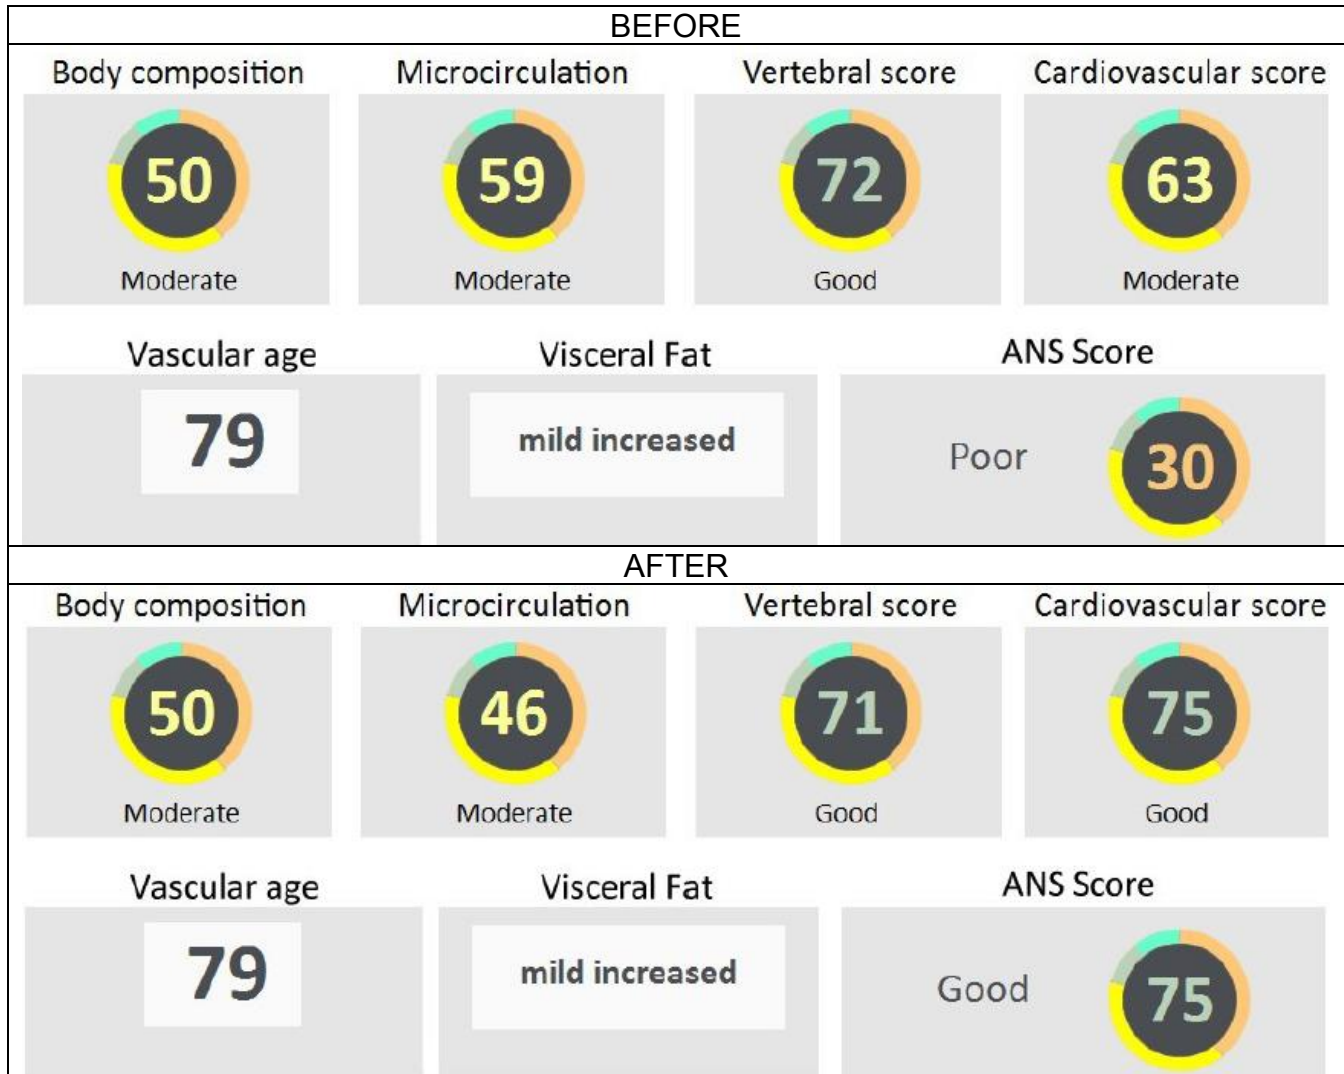 BEFORE
Body composition Microcirculation Vertebral score Cardiovascular score
50 59 72 63
Moderate Moderate Good Moderate
Vascular age Visceral Fat ANS Score
79 mild increased Poor 30
AFTER
Body composition Microcirculation Vertebral score Cardiovascular score
50 46 71 75
Moderate Moderate Good Good
Vascular age Visceral Fat ANS Score
79 mild increased Good 75